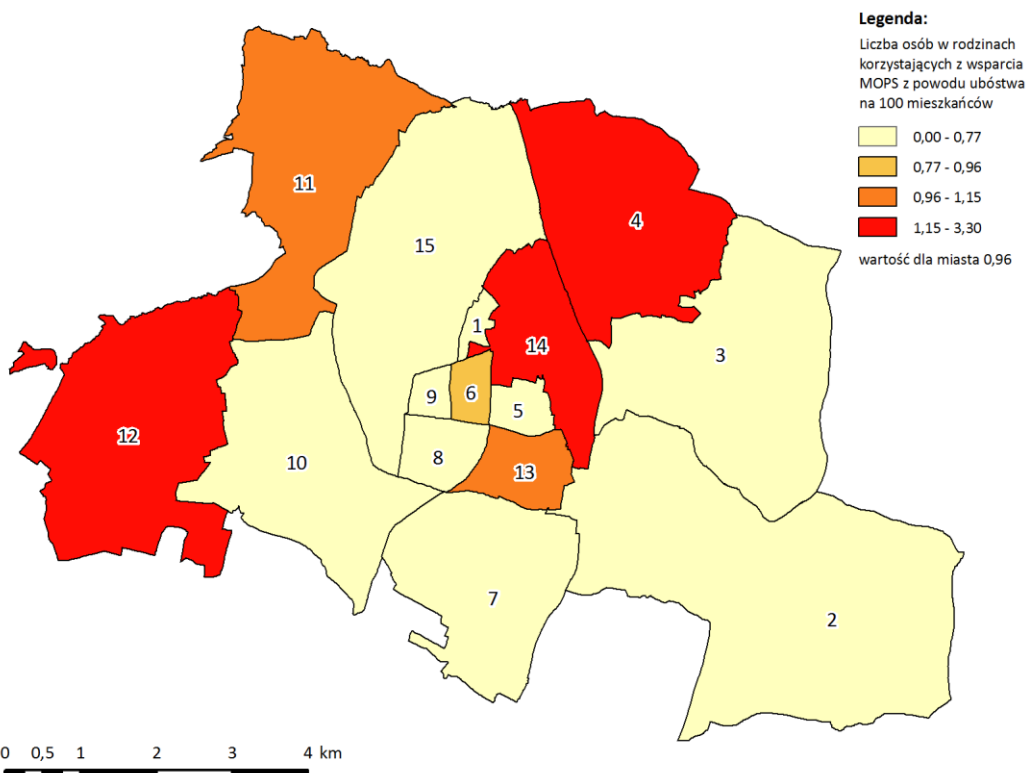 Legenda:
Liczba osób w rodzinach
korzystających z wsparcia
MOPS z powodu ubóstwa
na 100 mieszkańców
0,00 - 0,77
0,77 - 0,96
0,96 - 1,15
1,15 - 3,30
wartość dla miasta 0,96
11
4
15
1
14
3
6
9
5
12
8
10
13
7
2
0 0,5 1 2 3 4 km